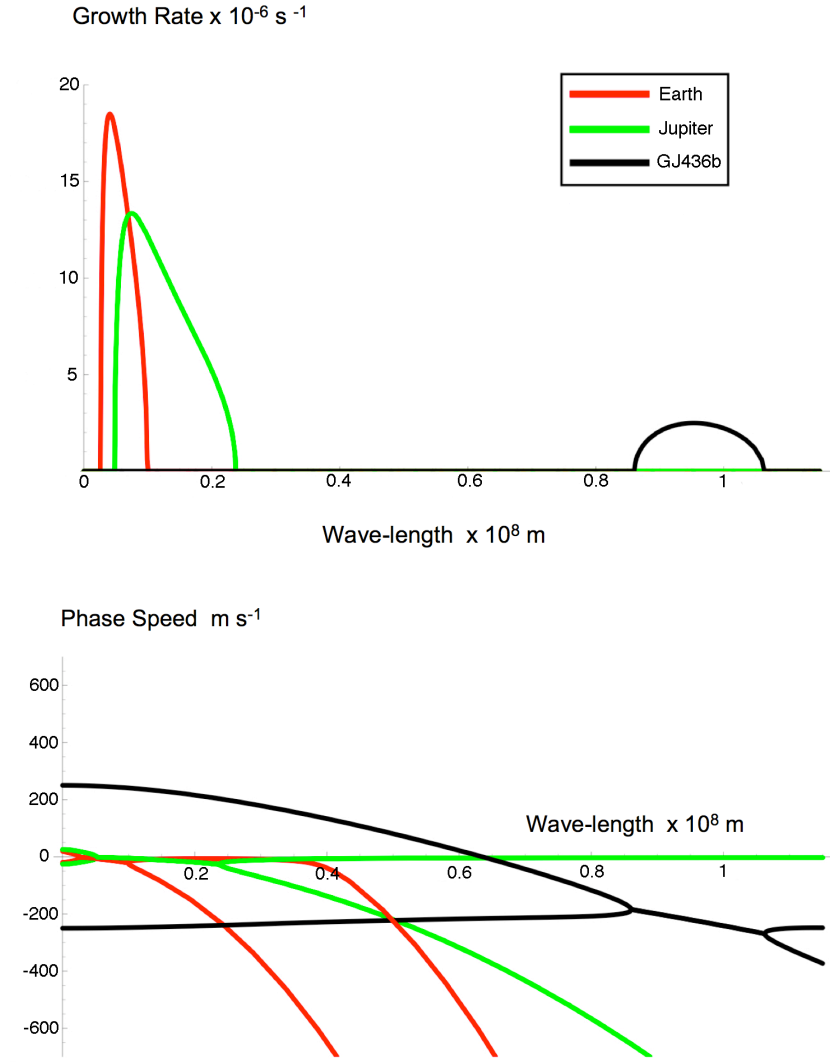 Growth Rate x 10⁻⁶ s ⁻¹
20
Earth
Jupiter
15
GJ436b
10
5
0 0.2 0.4 0.6 0.8 1
Wave-length x 10⁸ m
Phase Speed m s⁻¹
600
400
200
Wave-length x 10⁸ m
0
0.2 0.4 0.6 0.8 1
-200
-400
-600